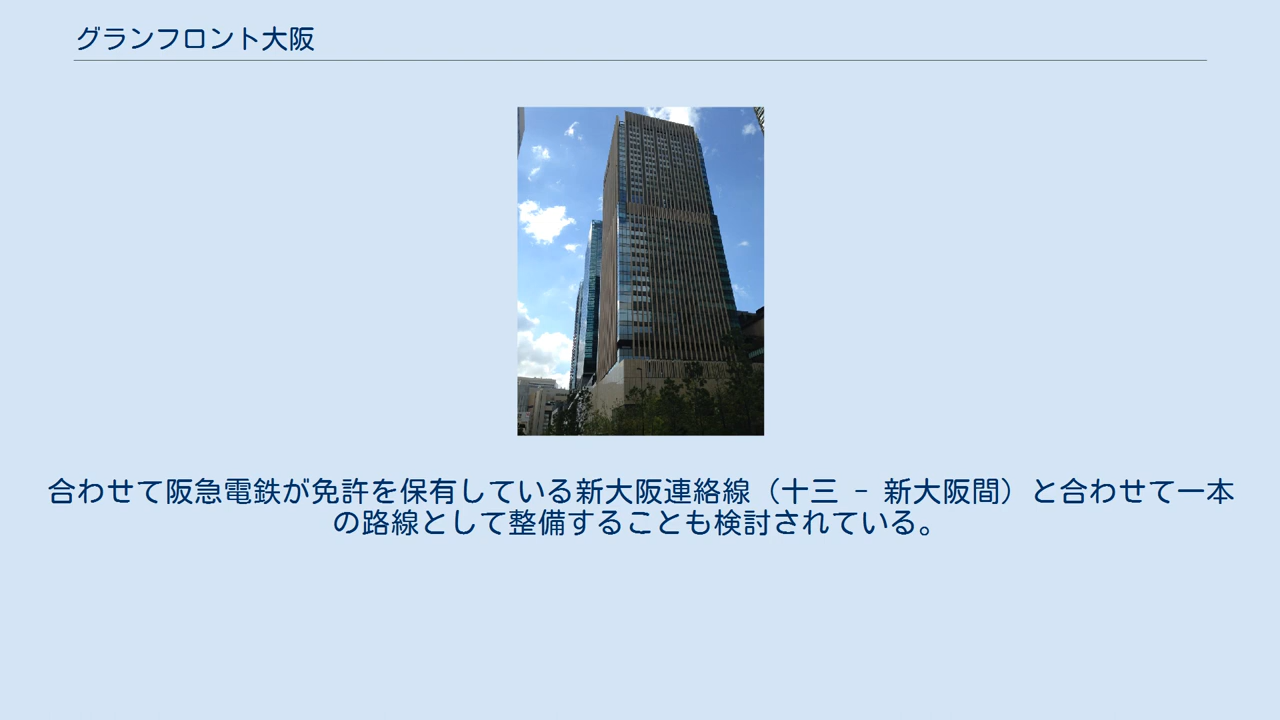 グランフロント大阪
合わせて阪急電鉄が免許を保有している新大阪連絡線（十三 - 新大阪間）と合わせて一本
の路線として整備することも検討されている。